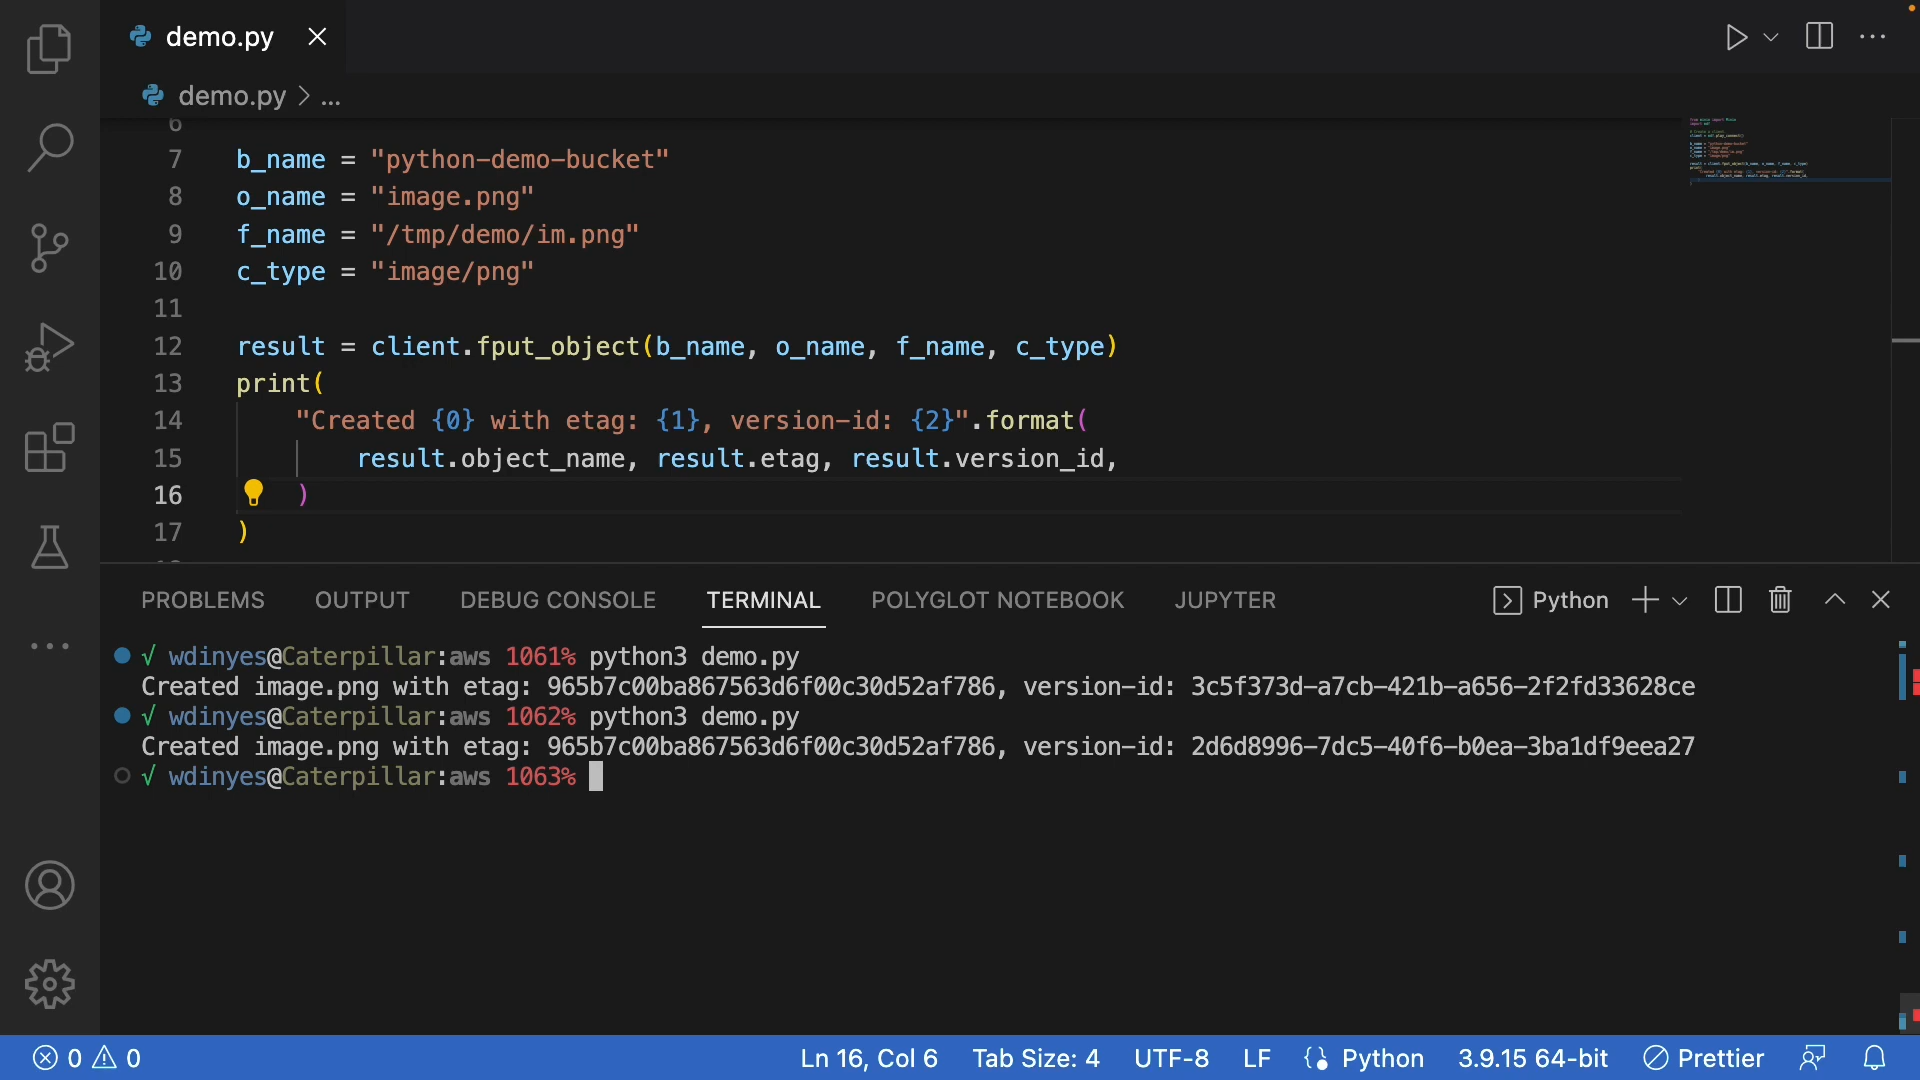 demo.py
demo.py > ...
6
7 b_name = "python-demo-bucket"
8 o_name = "image.png"
9 f_name = "/tmp/demo/im.png"
10 c_type = "image/png"
11
12 result = client.fput_object(b_name, o_name, f_name, c_type)
13 print(
14 "Created {0} with etag: {1}, version-id: {2}".format(
15 result.object_name, result.etag, result.version_id,
16 )
17 )
PROBLEMS OUTPUT DEBUG CONSOLE TERMINAL POLYGLOT NOTEBOOK JUPYTER Python
√ wdinyes@Caterpillar:aws 1061% python3 demo.py
Created image.png with etag: 965b7c00ba867563d6f00c30d52af786, version-id: 3c5f373d-a7cb-421b-a656-2f2fd33628ce
√ wdinyes@Caterpillar:aws 1062% python3 demo.py
Created image.png with etag: 965b7c00ba867563d6f00c30d52af786, version-id: 2d6d8996-7dc5-40f6-b0ea-3ba1df9eea27
√ wdinyes@Caterpillar:aws 1063%
0 0 Ln 16, Col 6 Tab Size: 4 UTF-8 LF Python 3.9.15 64-bit Prettier